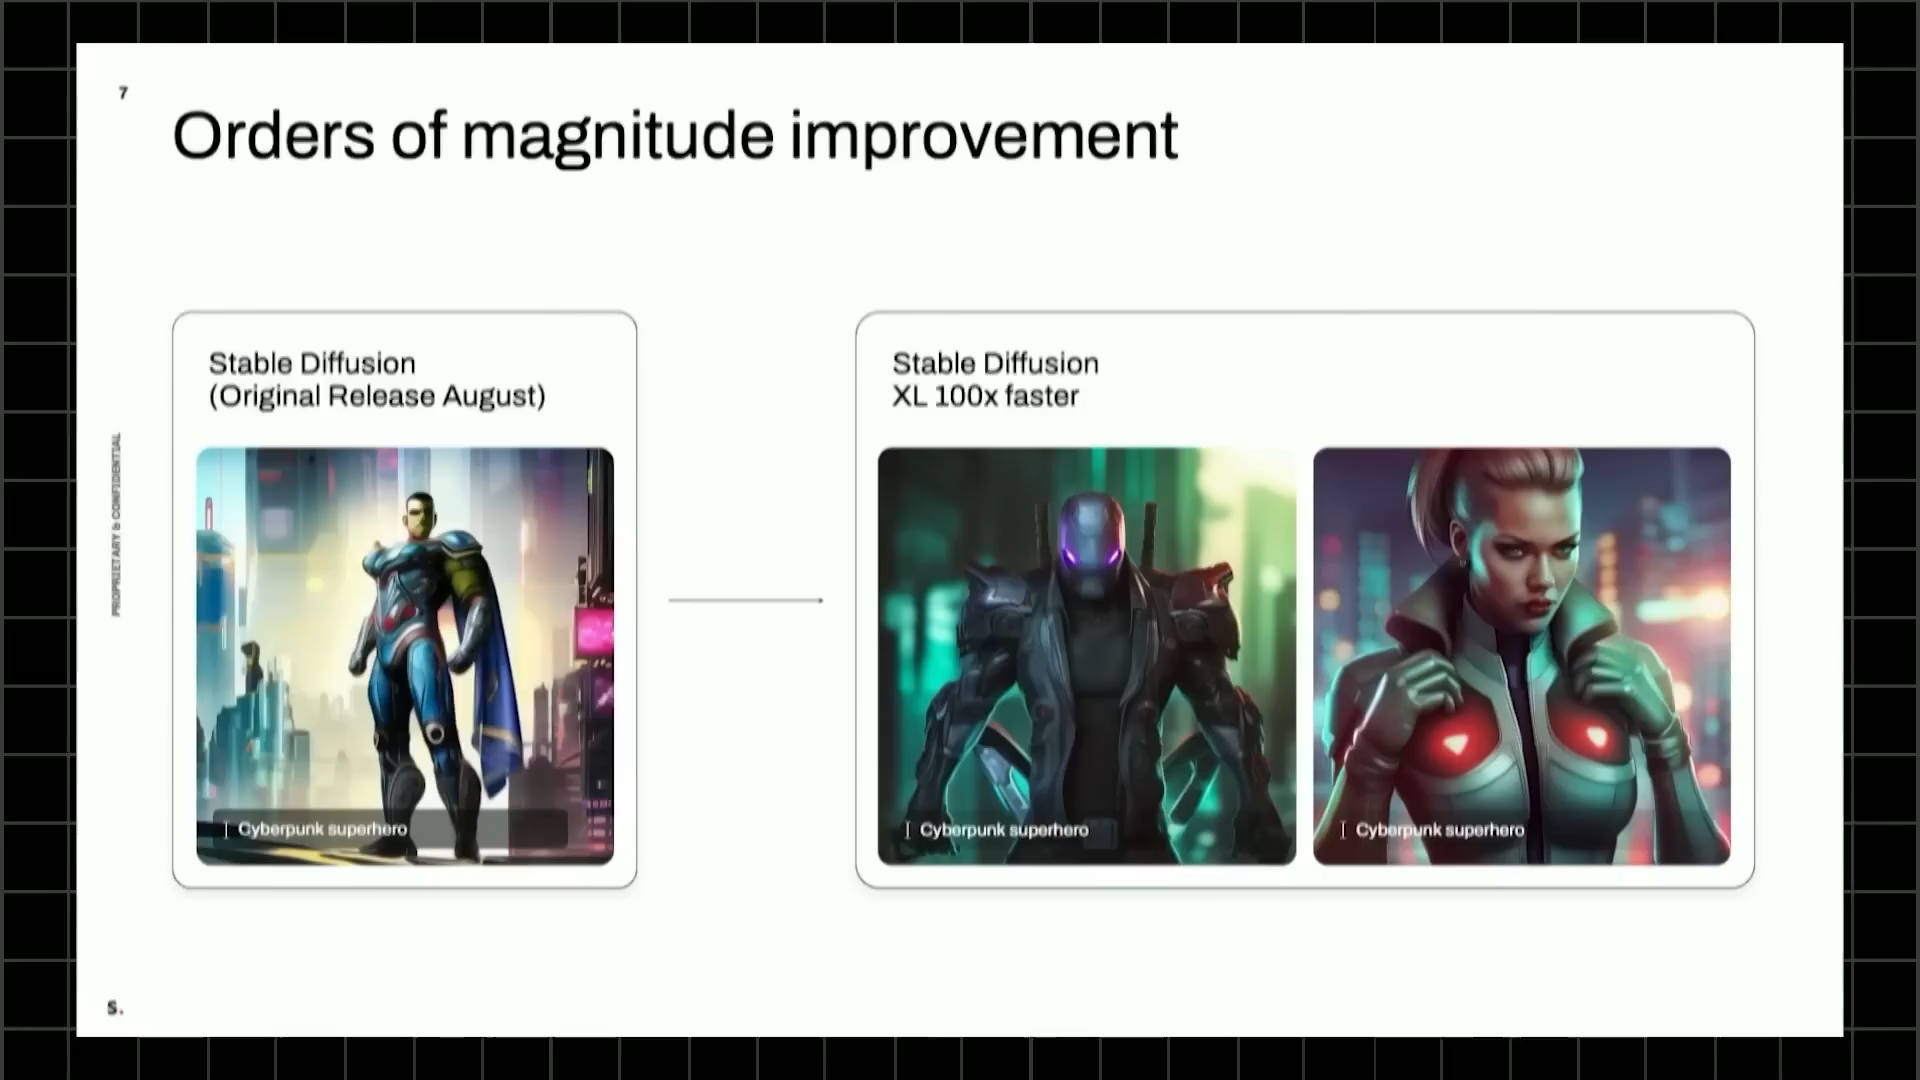 7
Orders of magnitude improvement
PROPRIETARY & CONFIDENTIAL
Stable Diffusion
(Original Release August)
Cyberpunk superhero
Stable Diffusion
XL 100x faster
Cyberpunk superhero
Cyberpunk superhero
S.